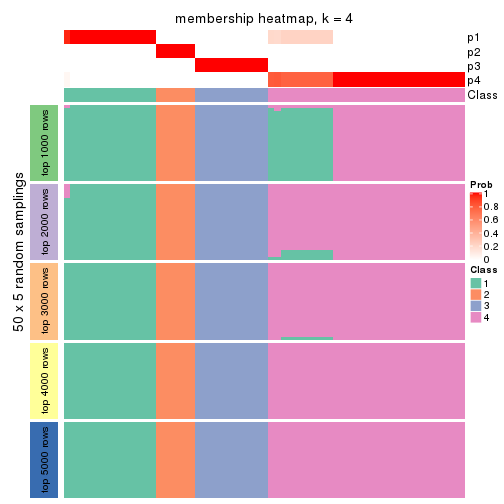 membership heatmap, k = 4
p1
p2
p3
p4
Class
50 x 5 random samplings
top 1000 rows
top 2000 rows
top 3000 rows
top 4000 rows
top 5000 rows
Prob
1
0.8
0.6
0.4
0.2
0
Class
1
2
3
4